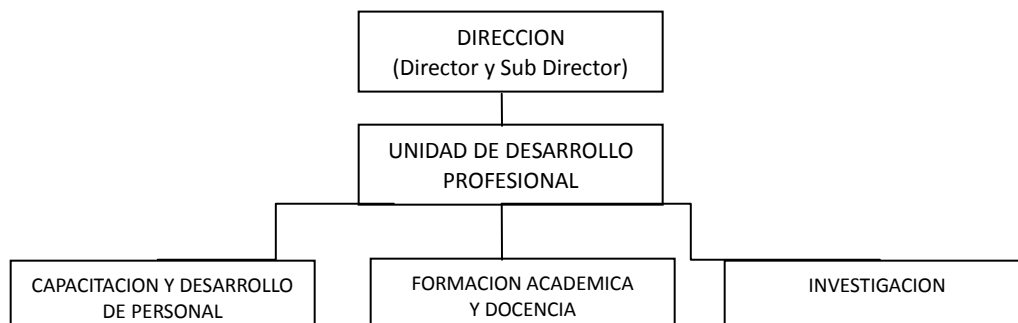 DIRECCION
(Director y Sub Director)
UNIDAD DE DESARROLLO
PROFESIONAL
CAPACITACION Y DESARROLLO
DE PERSONAL
FORMACION ACADEMICA
Y DOCENCIA
INVESTIGACION